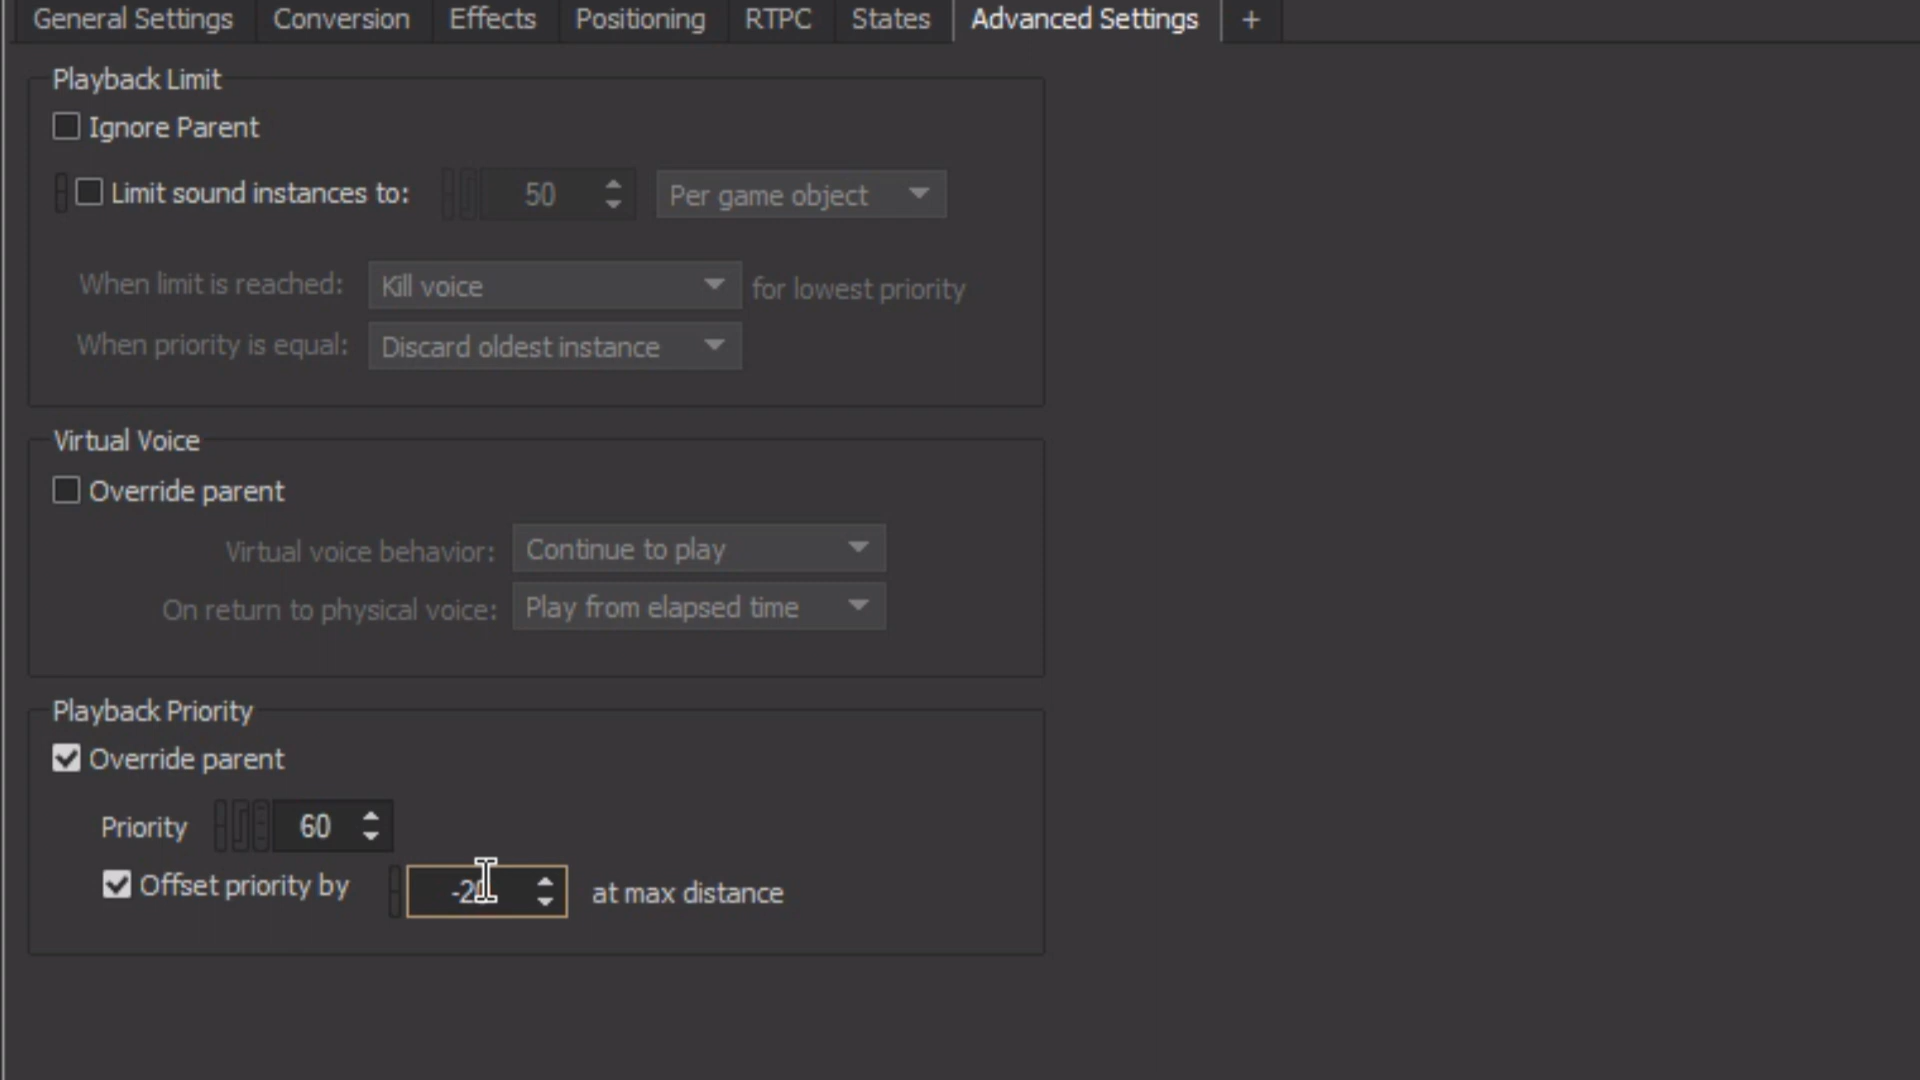 General Settings Conversion Effects Positioning RTPC States Advanced Settings +
Playback Limit
Ignore Parent
Limit sound instances to: 50 Per game object
When limit is reached: Kill voice for lowest priority
When priority is equal: Discard oldest instance
Virtual Voice
Override parent
Virtual voice behavior: Continue to play
On return to physical voice: Play from elapsed time
Playback Priority
Override parent
Priority 60
Offset priority by at max distance